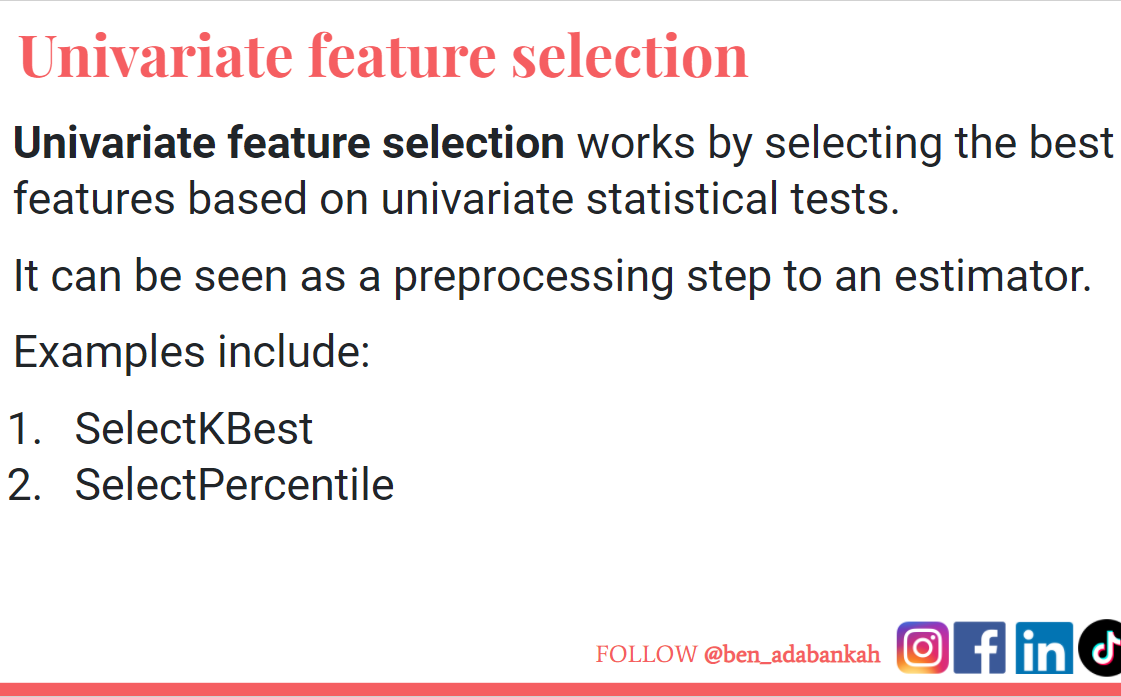 Univariate feature selection
Univariate feature selection works by selecting the best
features based on univariate statistical tests.
It can be seen as a preprocessing step to an estimator.
Examples include:
1. SelectKBest
2. SelectPercentile
FOLLOW @ben_adabankah